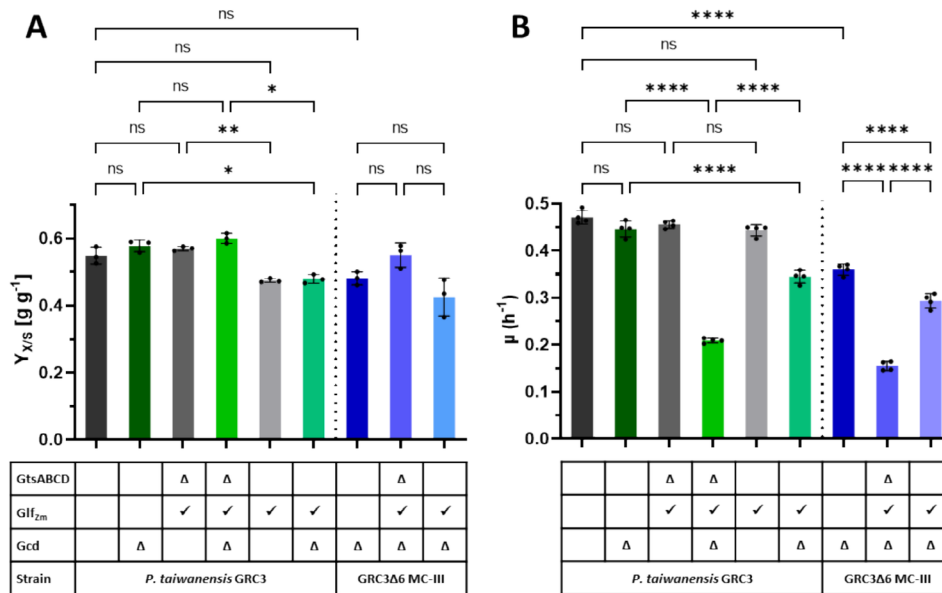 A
B
ns
ns
ns
*
ns
**
ns
ns
*
ns
ns
****
ns
****
****
ns
ns
****
ns
****
****
****
0.6
0.4
0.2
0.0
Y_X/S [g g⁻¹]
0.5
0.4
0.3
0.2
0.1
0.0
µ (h⁻¹)
GtsABCD Δ Δ Δ
Glf_Zm ✓ ✓ ✓ ✓ ✓ ✓
Gcd Δ Δ Δ Δ Δ Δ
Strain P. taiwanensis GRC3 GRC3Δ6 MC-III
Δ Δ Δ
✓ ✓ ✓ ✓ ✓ ✓
Δ Δ Δ Δ Δ Δ
P. taiwanensis GRC3 GRC3Δ6 MC-III